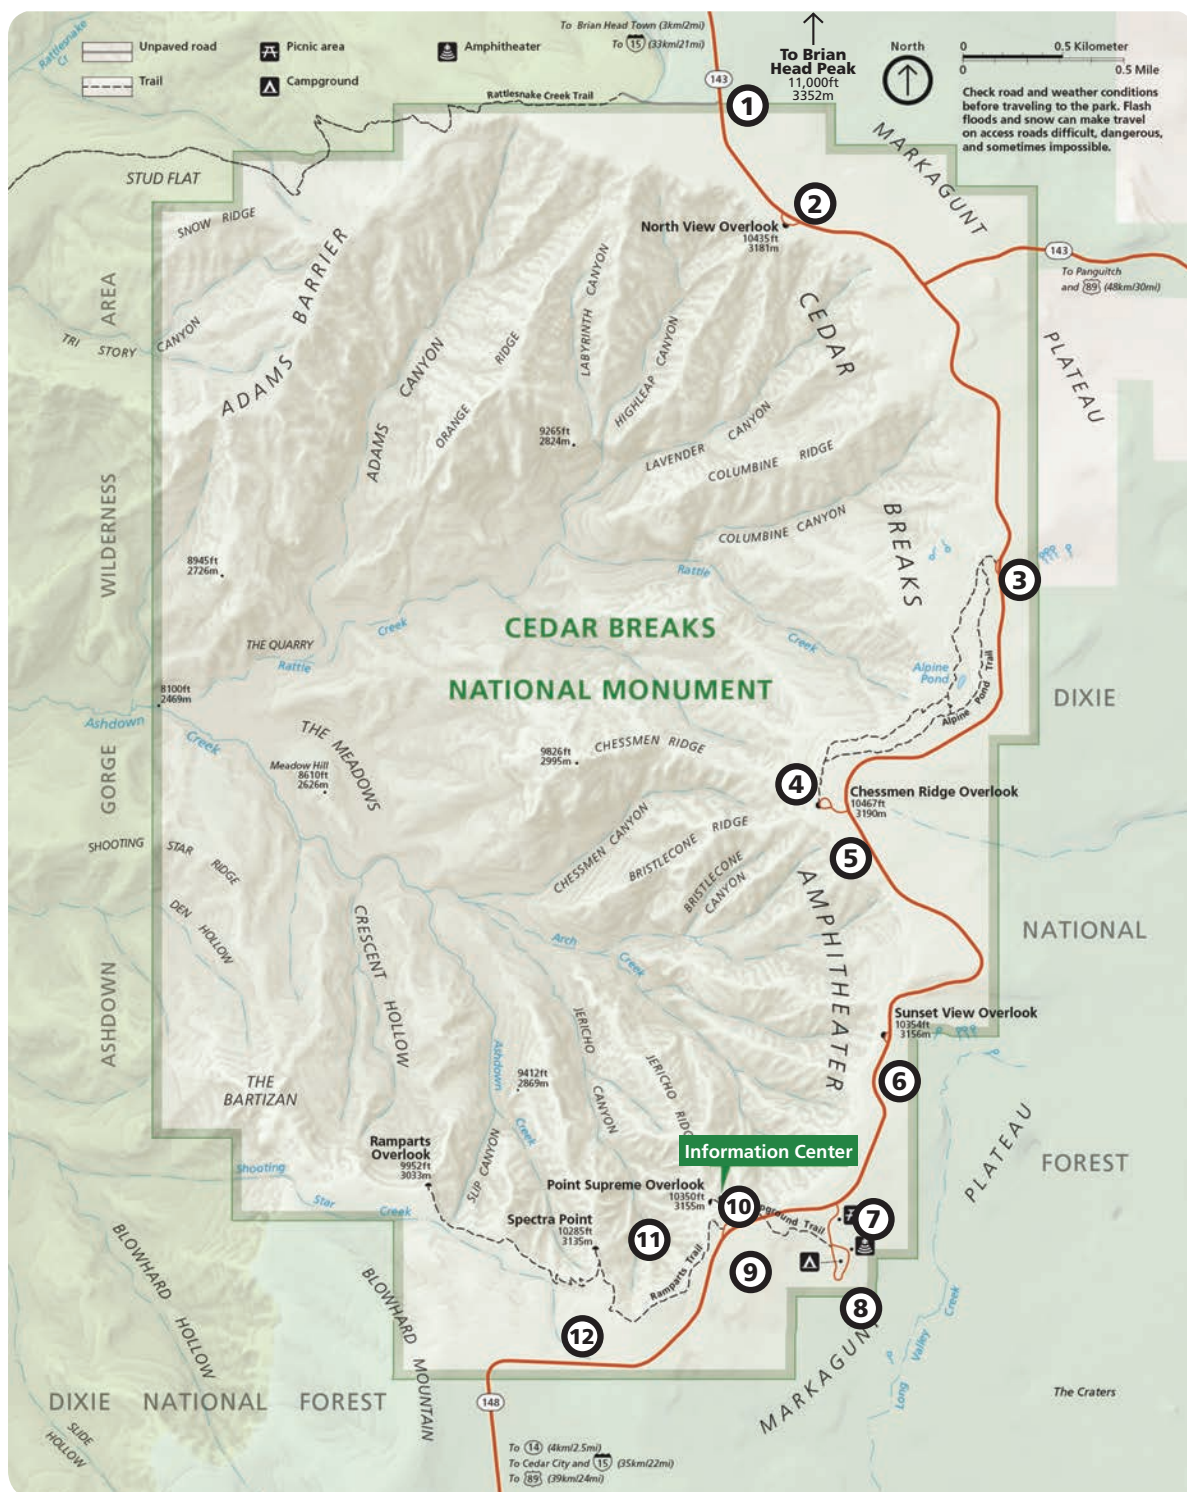 Rattlesnake
Cr
Unpaved road
Trail
Picnic area
Campground
Amphitheater
To Brian Head Town (3km/2mi)
To 15 (33km/21mi)
143
To Brian
Head Peak
11,000ft
3352m
North
0 0.5 Kilometer
0 0.5 Mile
Check road and weather conditions
before traveling to the park. Flash
floods and snow can make travel
on access roads difficult, dangerous,
and sometimes impossible.
Rattlesnake Creek Trail
1
MARKAGUNT
PLATEAU
STUD FLAT
SNOW RIDGE
2
North View Overlook
10435ft
3181m
143
To Panguitch
and 89 (48km/30mi)
ADAMS BARRIER
TRI STORY CANYON
ADAMS CANYON
ORANGE RIDGE
LABYRINTH CANYON
HIGHLEAP CANYON
CEDAR
BREAKS
AMPHITHEATER
9265ft
2824m
LAVENDER CANYON
COLUMBINE RIDGE
COLUMBINE CANYON
ASHDOWN
GORGE
WILDERNESS
AREA
8945ft
2726m
Rattle
Creek
3
CEDAR BREAKS
NATIONAL MONUMENT
THE QUARRY
Rattle
Creek
Alpine
Pond
Alpine Pond Trail
8100ft
2469m
Ashdown
Creek
THE MEADOWS
Meadow Hill
8610ft
2626m
9826ft
2995m
CHESSMEN RIDGE
DIXIE
NATIONAL
FOREST
4
Chessmen Ridge Overlook
10467ft
3190m
5
CHESSMEN CANYON
BRISTLECONE RIDGE
BRISTLECONE
CANYON
SHOOTING STAR RIDGE
DEN HOLLOW
CRESCENT HOLLOW
Arch
Creek
JERICHO CANYON
JERICHO RIDG
Sunset View Overlook
10354ft
3156m
6
9412ft
2869m
Ashdown
Creek
THE
BARTIZAN
SLIP CANYON
Information Center
Ramparts
Overlook
9952ft
3033m
Shooting
Star
Creek
Point Supreme Overlook
10350ft
3155m
10
pground Trail
7
Spectra Point
10285ft
3135m
11
Ramparts Trail
9
8
12
MARKAGUN
PLATEAU
Long Valley Creek
BLOWHARD HOLLOW
BLOWHARD MOUNTAIN
148
DIXIE NATIONAL FOREST
SLIDE
HOLLOW
The Craters
To 14 (4km/2.5mi)
To Cedar City and 15 (35km/22mi)
To 89 (39km/24mi)